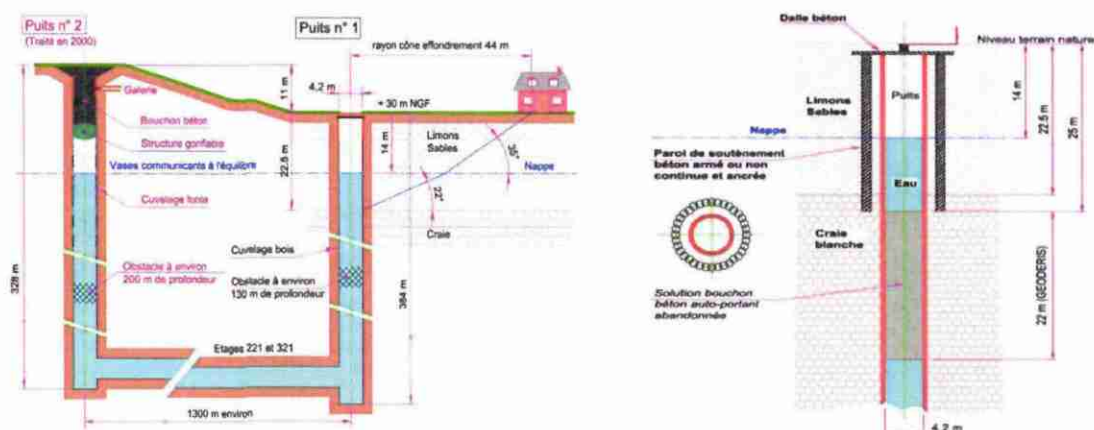 Puits n° 2
(Traité en 2000)
Puits n° 1
rayon cône effondrement 44 m
4,2 m
11 m
+ 30 m NGF
Galerie
Bouchon béton
Structure gonflable
Vases communicants à l'équilibre
Cuvelage fonte
22.5 m
14 m
Limons
Sables
35°
Nappe
22°
Craie
Cuvelage bois
Obstacle à environ
200 m de profondeur
Obstacle à environ
130 m de profondeur
328 m
384 m
Etages 221 et 321
1300 m environ
Dalle béton
Niveau terrain nature
Puits
Limons
Sables
14 m
22.5 m
25 m
Nappe
Paroi de soutènement
béton armé ou non
continue et ancrée
Eau
Craie
blanche
Solution bouchon
béton auto-portant
abandonnée
22 m (GEODERIS)
4,2 m